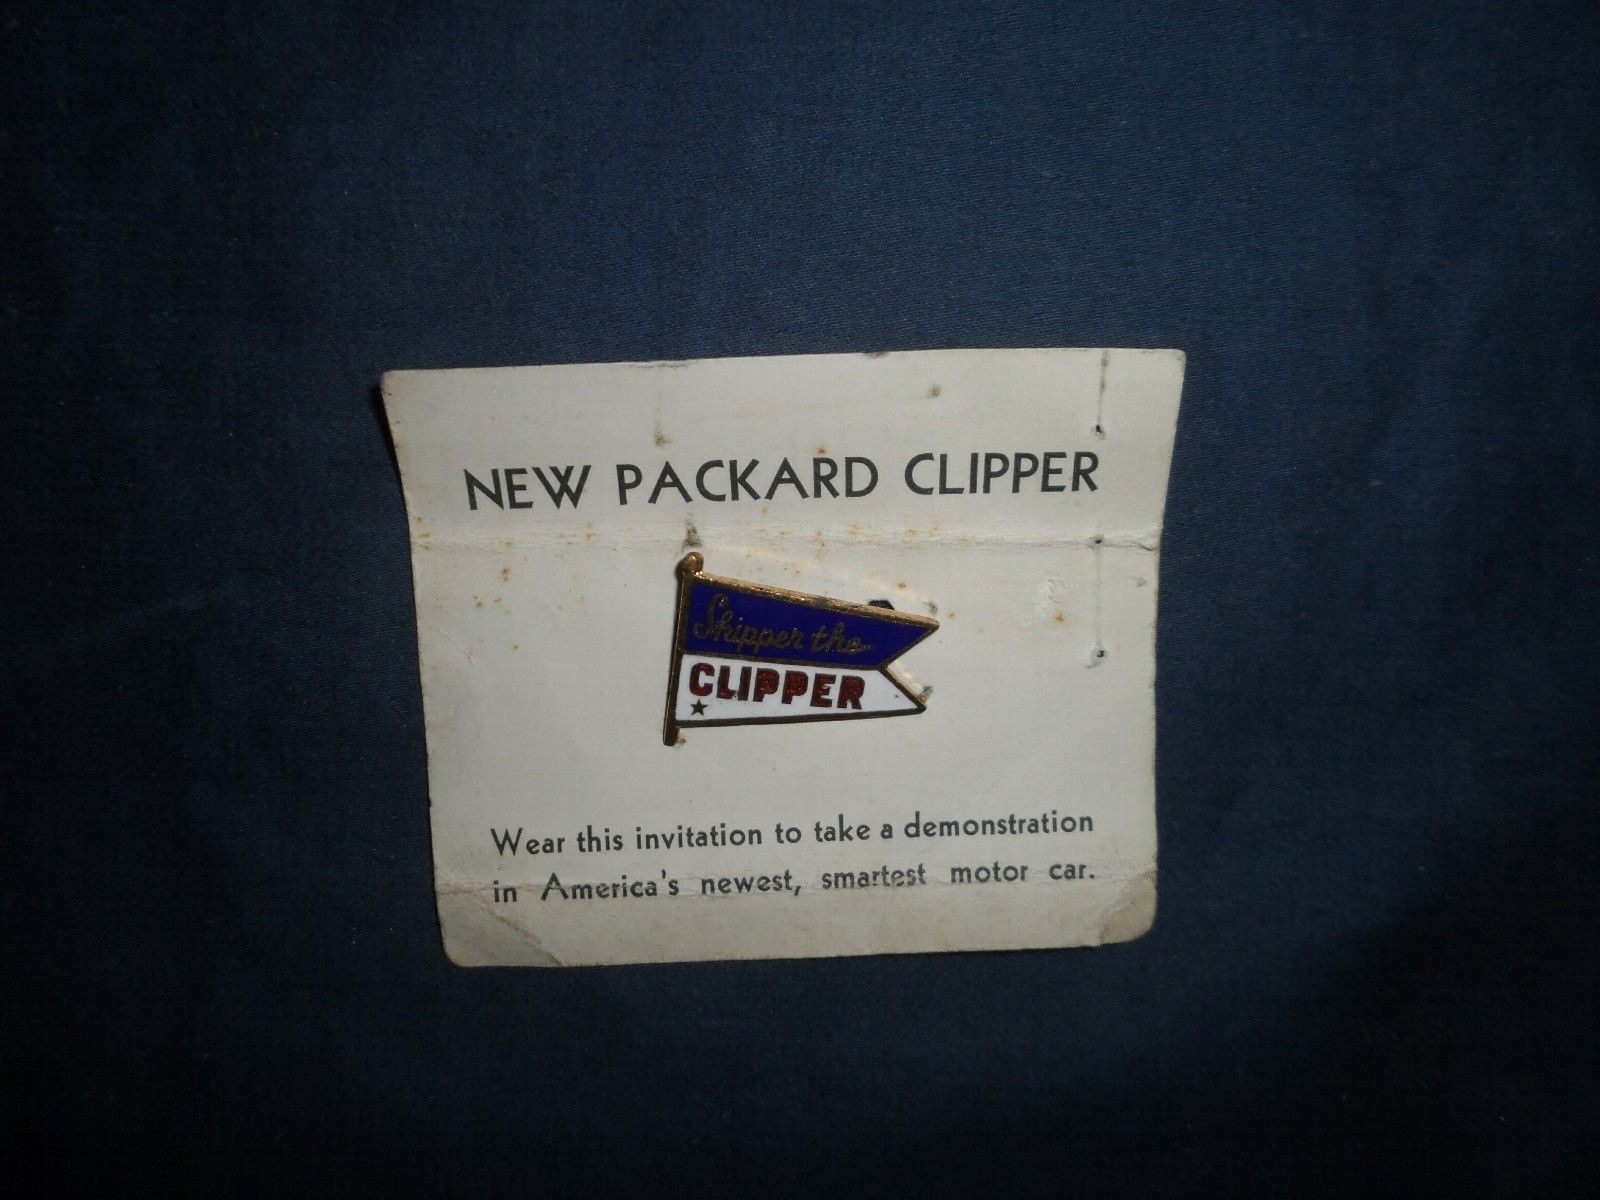 NEW PACKARD CLIPPER
Skipper the
CLIPPER
Wear this invitation to take a demonstration
in America's newest, smartest motor car.